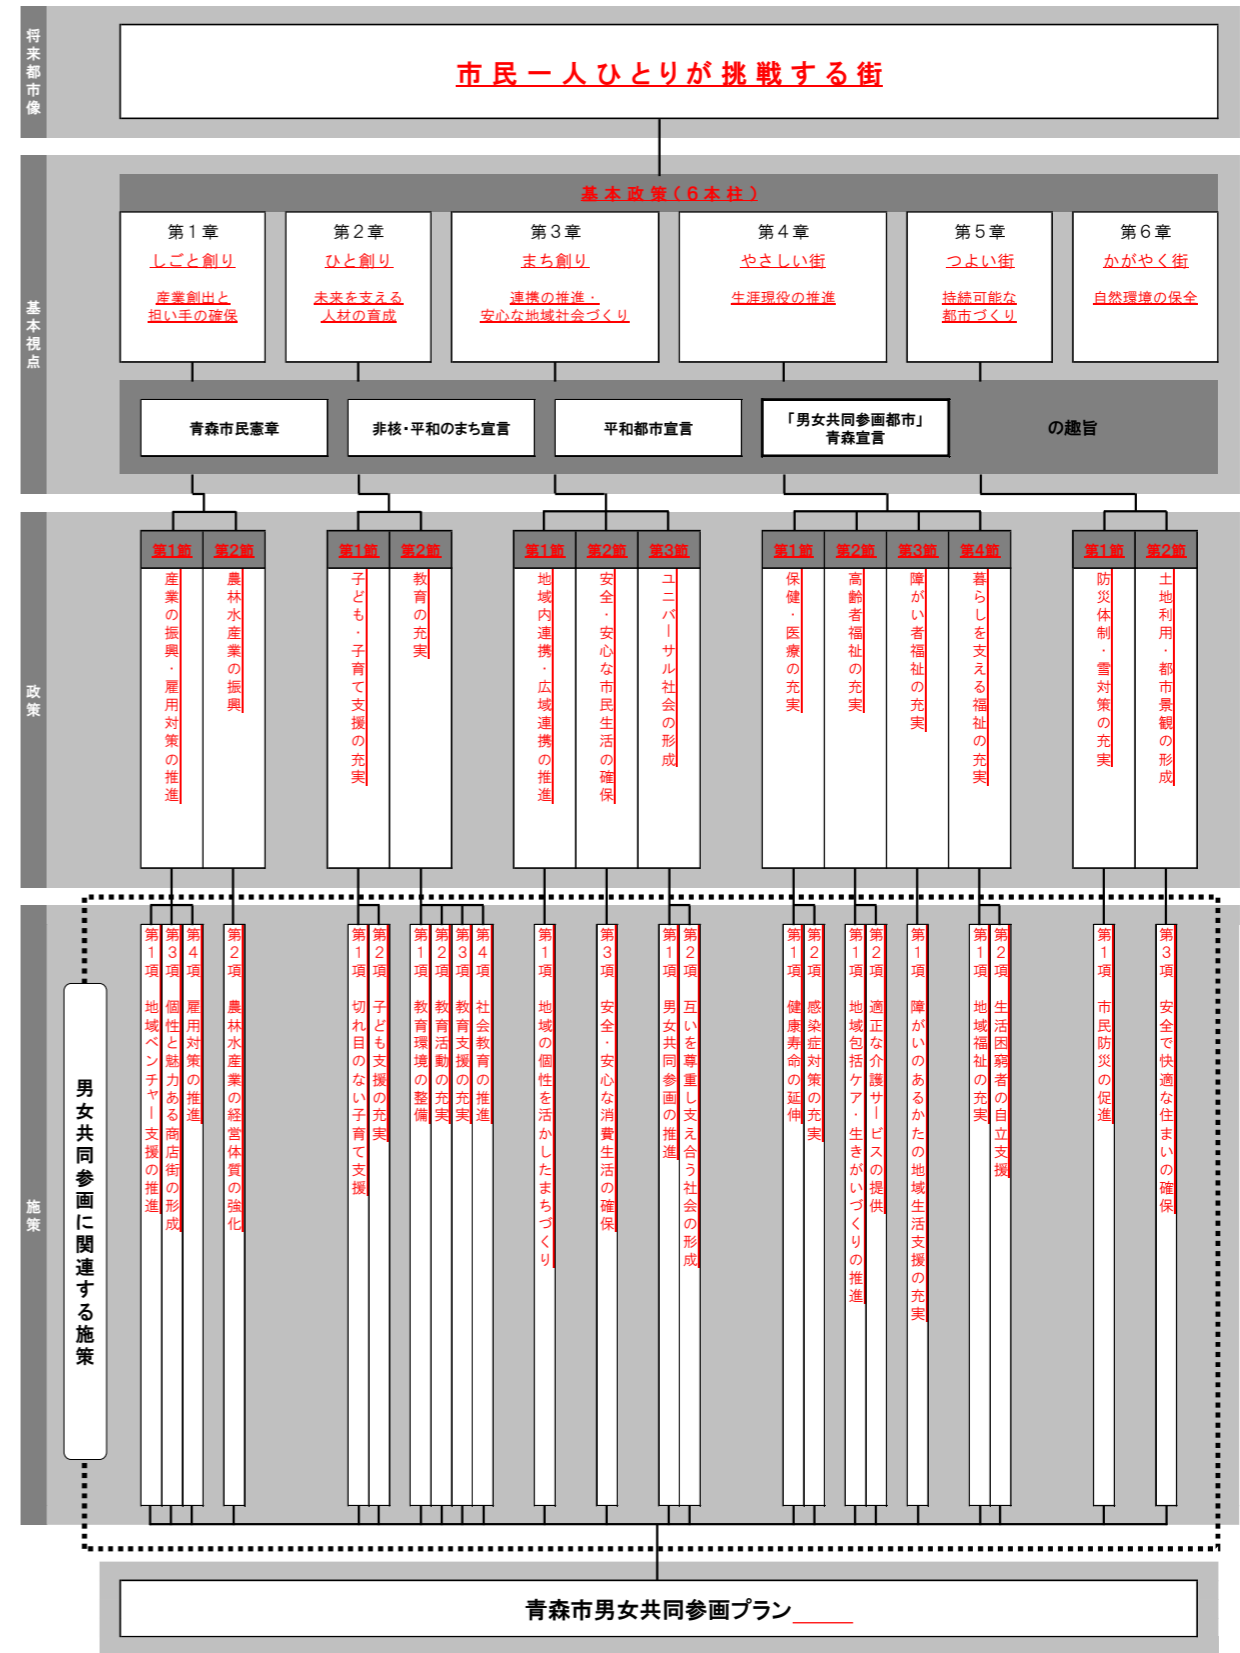 将来都市像
市民一人ひとりが挑戦する街
基本視点
基本政策(6本柱)
第1章
しごと創り
産業創出と
担い手の確保
第2章
ひと創り
未来を支える
人材の育成
第3章
まち創り
連携の推進・
安心な地域社会づくり
第4章
やさしい街
生涯現役の推進
第5章
つよい街
持続可能な
都市づくり
第6章
かがやく街
自然環境の保全
青森市民憲章
非核・平和のまち宣言
平和都市宣言
「男女共同参画都市」
青森宣言
の趣旨
政策
第1節
産業の振興・雇用対策の推進
第2節
農林水産業の振興
第1節
子ども・子育て支援の充実
第2節
教育の充実
第1節
地域内連携・広域連携の推進
第2節
安全・安心な市民生活の確保
第3節
ユニバーサル社会の形成
第1節
保健・医療の充実
第2節
高齢者福祉の充実
第3節
障がい者福祉の充実
第4節
暮らしを支える福祉の充実
第1節
防災体制・雪対策の充実
第2節
土地利用・都市景観の形成
施策
男女共同参画に関連する施策
第1項 地域ベンチャー支援の推進
第3項 個性と魅力ある商店街の形成
第4項 雇用対策の推進
第2項 農林水産業の経営体質の強化
第1項 切れ目のない子育て支援
第2項 子ども支援の充実
第1項 教育環境の整備
第2項 教育活動の充実
第3項 教育支援の充実
第4項 社会教育の推進
第1項 地域の個性を活かしたまちづくり
第3項 安全・安心な消費生活の確保
第1項 男女共同参画の推進
第2項 互いを尊重し支え合う社会の形成
第1項 健康寿命の延伸
第2項 感染症対策の充実
第1項 地域包括ケア・生きがいづくりの推進
第2項 適正な介護サービスの提供
第1項 障がいのあるかたの地域生活支援の充実
第1項 地域福祉の充実
第2項 生活困窮者の自立支援
第1項 市民防災の促進
第3項 安全で快適な住まいの確保
青森市男女共同参画プラン